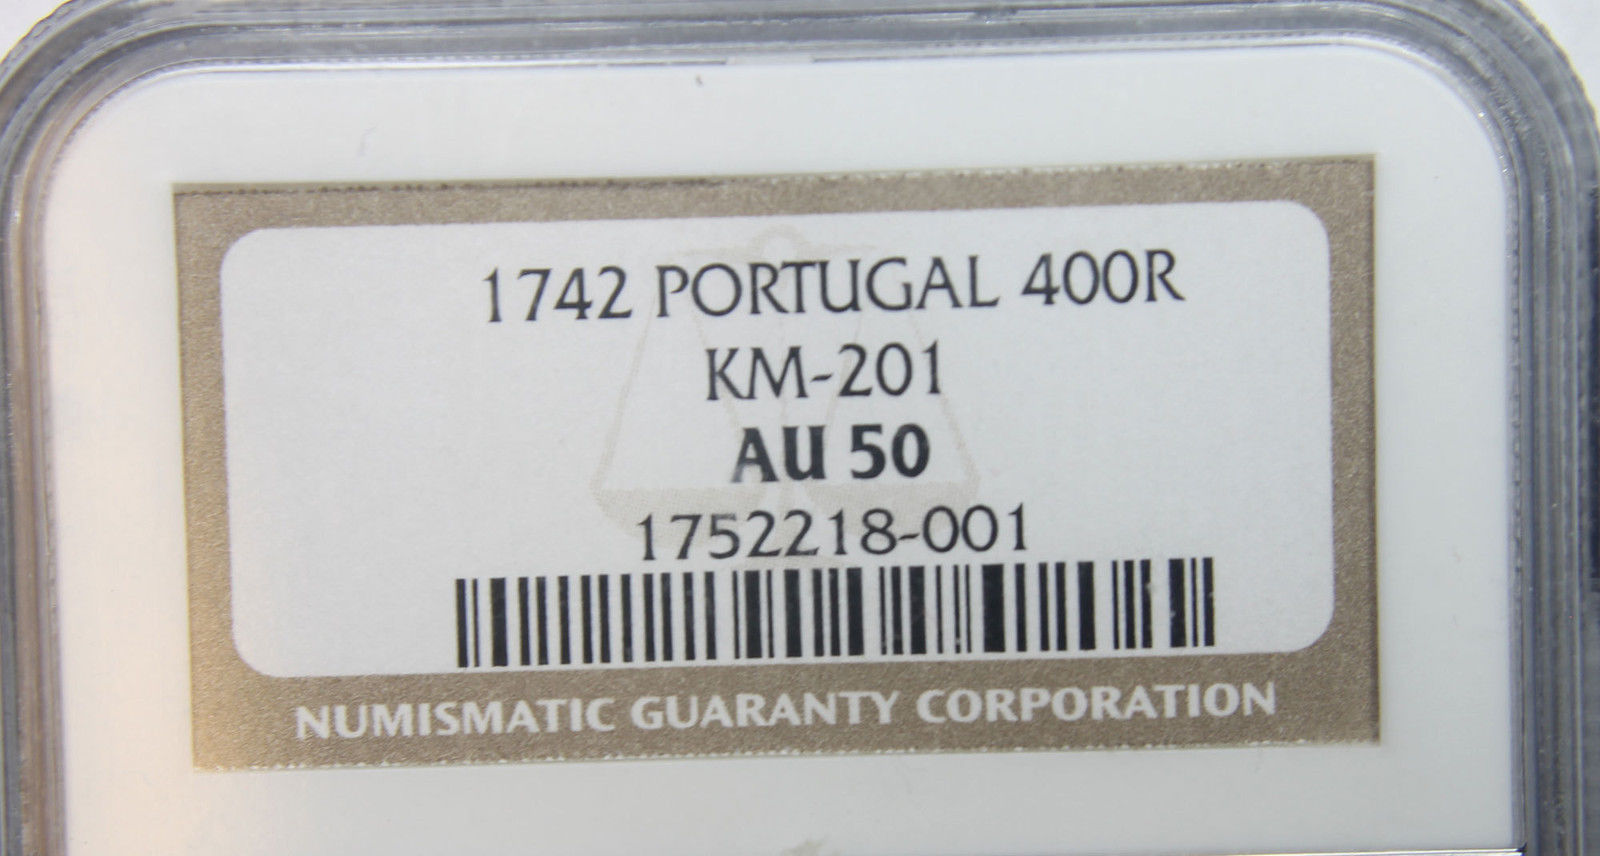 1742 PORTUGAL 400R
KM-201
AU 50
1752218-001
NUMISMATIC GUARANTY CORPORATION